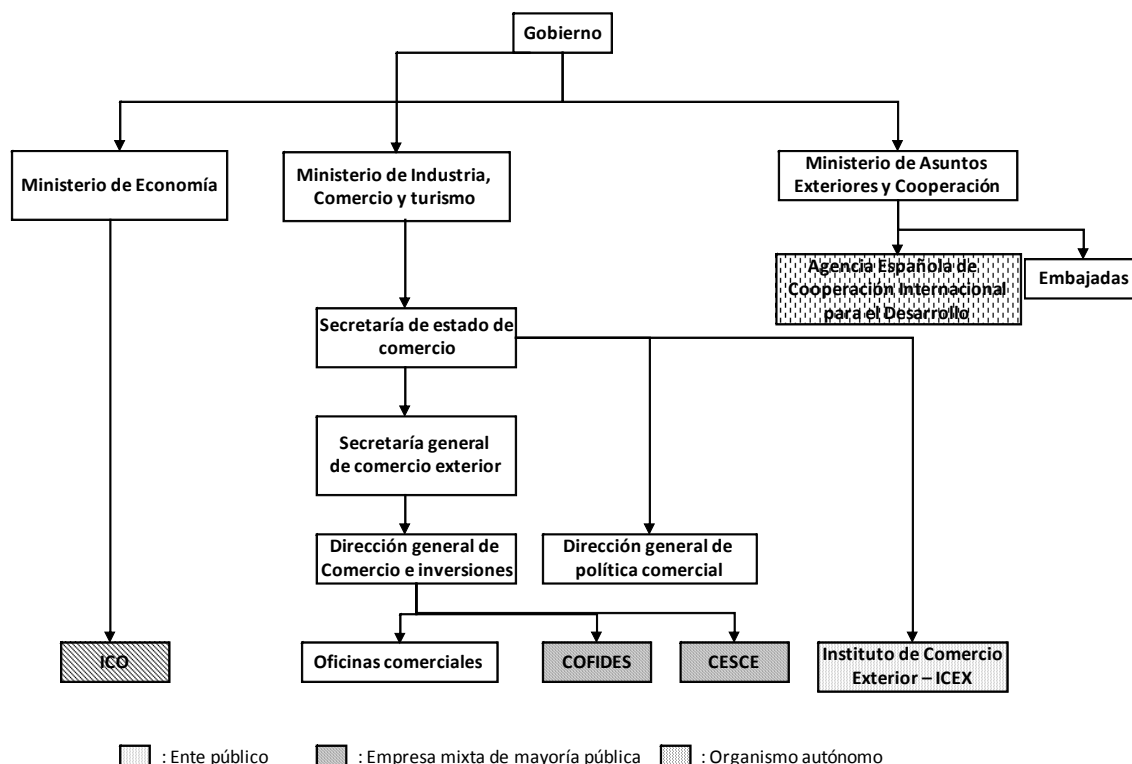 Gobierno
Ministerio de Economía
Ministerio de Industria,
Comercio y turismo
Ministerio de Asuntos
Exteriores y Cooperación
Agencia Española de
Cooperación Internacional
para el Desarrollo
Embajadas
Secretaría de estado de
comercio
Secretaría general
de comercio exterior
Dirección general de
Comercio e inversiones
Dirección general de
política comercial
ICO
Oficinas comerciales
COFIDES
CESCE
Instituto de Comercio
Exterior – ICEX
: Ente público
: Empresa mixta de mayoría pública
: Organismo autónomo